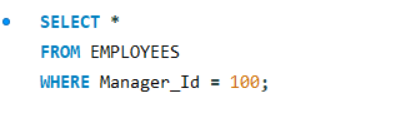 SELECT *
FROM EMPLOYEES
WHERE Manager_Id = 100;